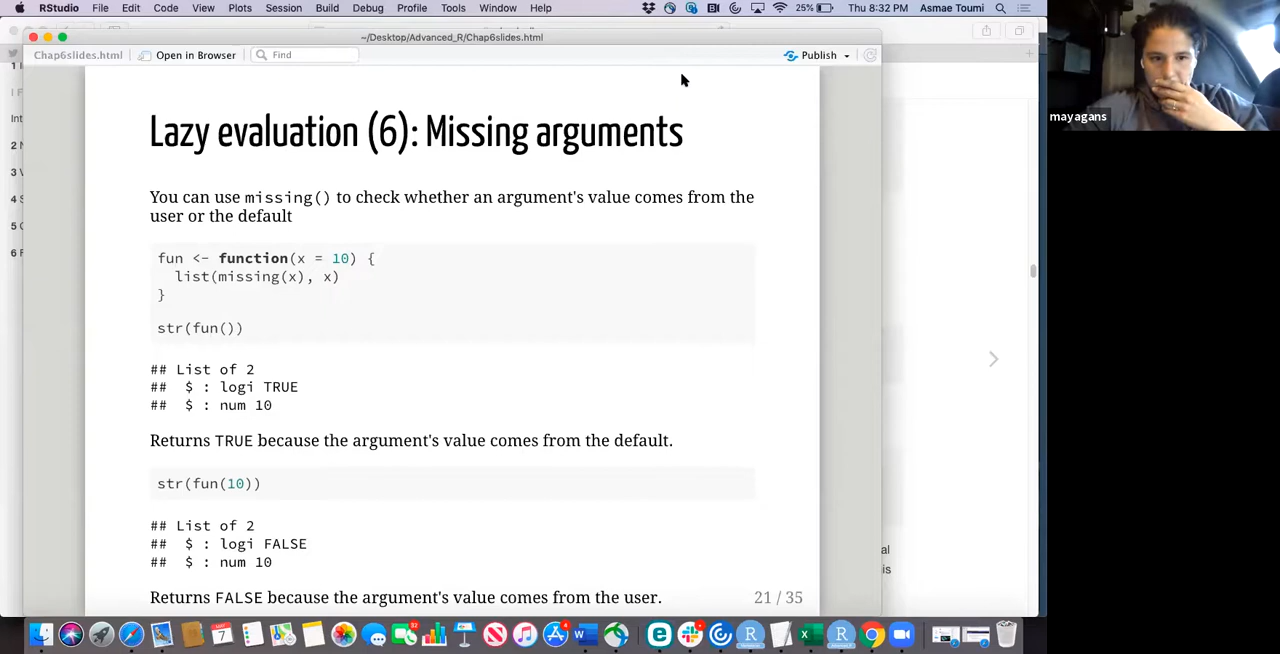 RStudio File Edit Code View Plots Session Build Debug Profile Tools Window Help 25% Thu 8:32 PM Asmae Toumi
~/Desktop/Advanced_R/Chap6slides.html
Chap6slides.html Open in Browser Find Publish
Lazy evaluation (6): Missing arguments
You can use missing() to check whether an argument's value comes from the
user or the default
fun <- function(x = 10) {
list(missing(x), x)
}
str(fun())
## List of 2
## $ : logi TRUE
## $ : num 10
Returns TRUE because the argument's value comes from the default.
str(fun(10))
## List of 2
## $ : logi FALSE
## $ : num 10
Returns FALSE because the argument's value comes from the user.
21 / 35
al
is
mayagans